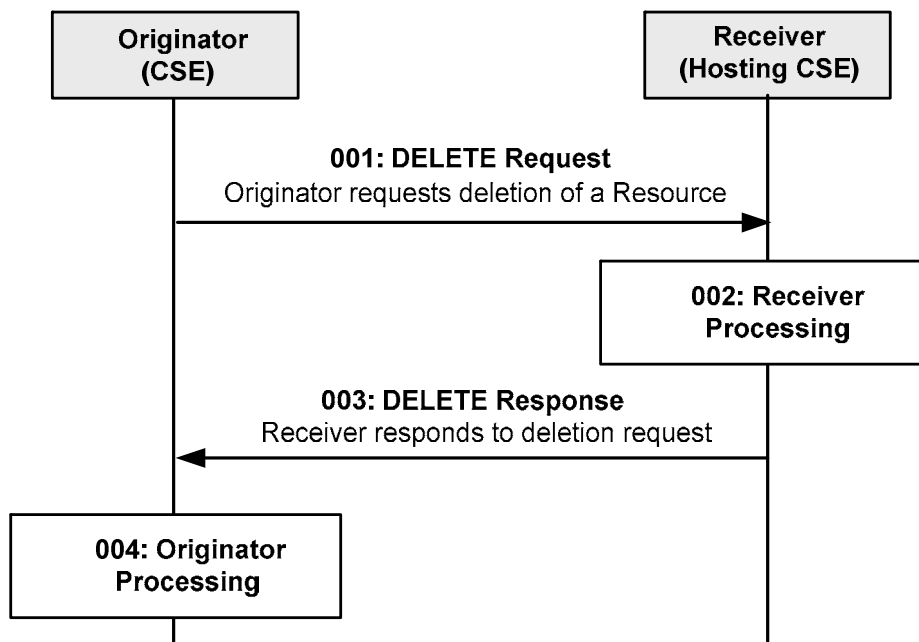 Originator
(CSE)
Receiver
(Hosting CSE)
001: DELETE Request
Originator requests deletion of a Resource
002: Receiver
Processing
003: DELETE Response
Receiver responds to deletion request
004: Originator
Processing